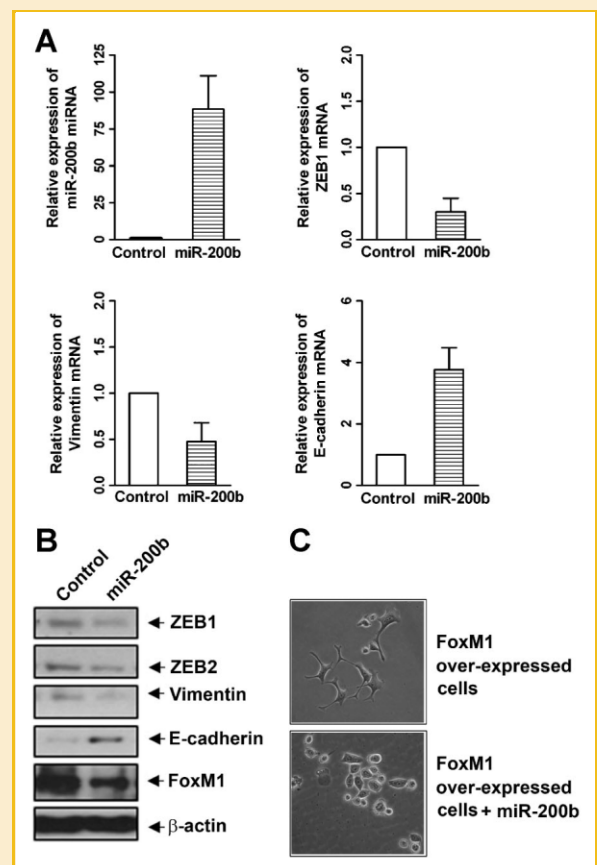 A
Relative expression of
miR-200b miRNA
125
100
75
50
25
0
Control miR-200b
Relative expression of
ZEB1 mRNA
2.0
1.5
1.0
0.5
0.0
Control miR-200b
Relative expression of
Vimentin mRNA
2.0
1.5
1.0
0.5
0.0
Control miR-200b
Relative expression of
E-cadherin mRNA
6
4
2
0
Control miR-200b
B
Control
miR-200b
ZEB1
ZEB2
Vimentin
E-cadherin
FoxM1
β-actin
C
FoxM1
over-expressed
cells
FoxM1
over-expressed
cells + miR-200b